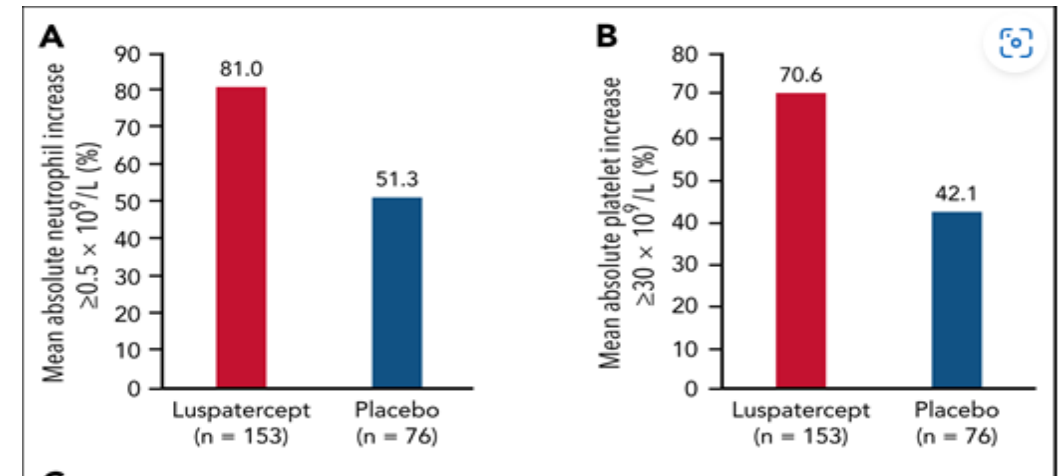 A
Mean absolute neutrophil increase
≥0.5 × 10⁹/L (%)
90
80
70
60
50
40
30
20
10
0
81.0
51.3
Luspatercept
(n = 153)
Placebo
(n = 76)
B
Mean absolute platelet increase
≥30 × 10⁹/L (%)
80
70
60
50
40
30
20
10
0
70.6
42.1
Luspatercept
(n = 153)
Placebo
(n = 76)